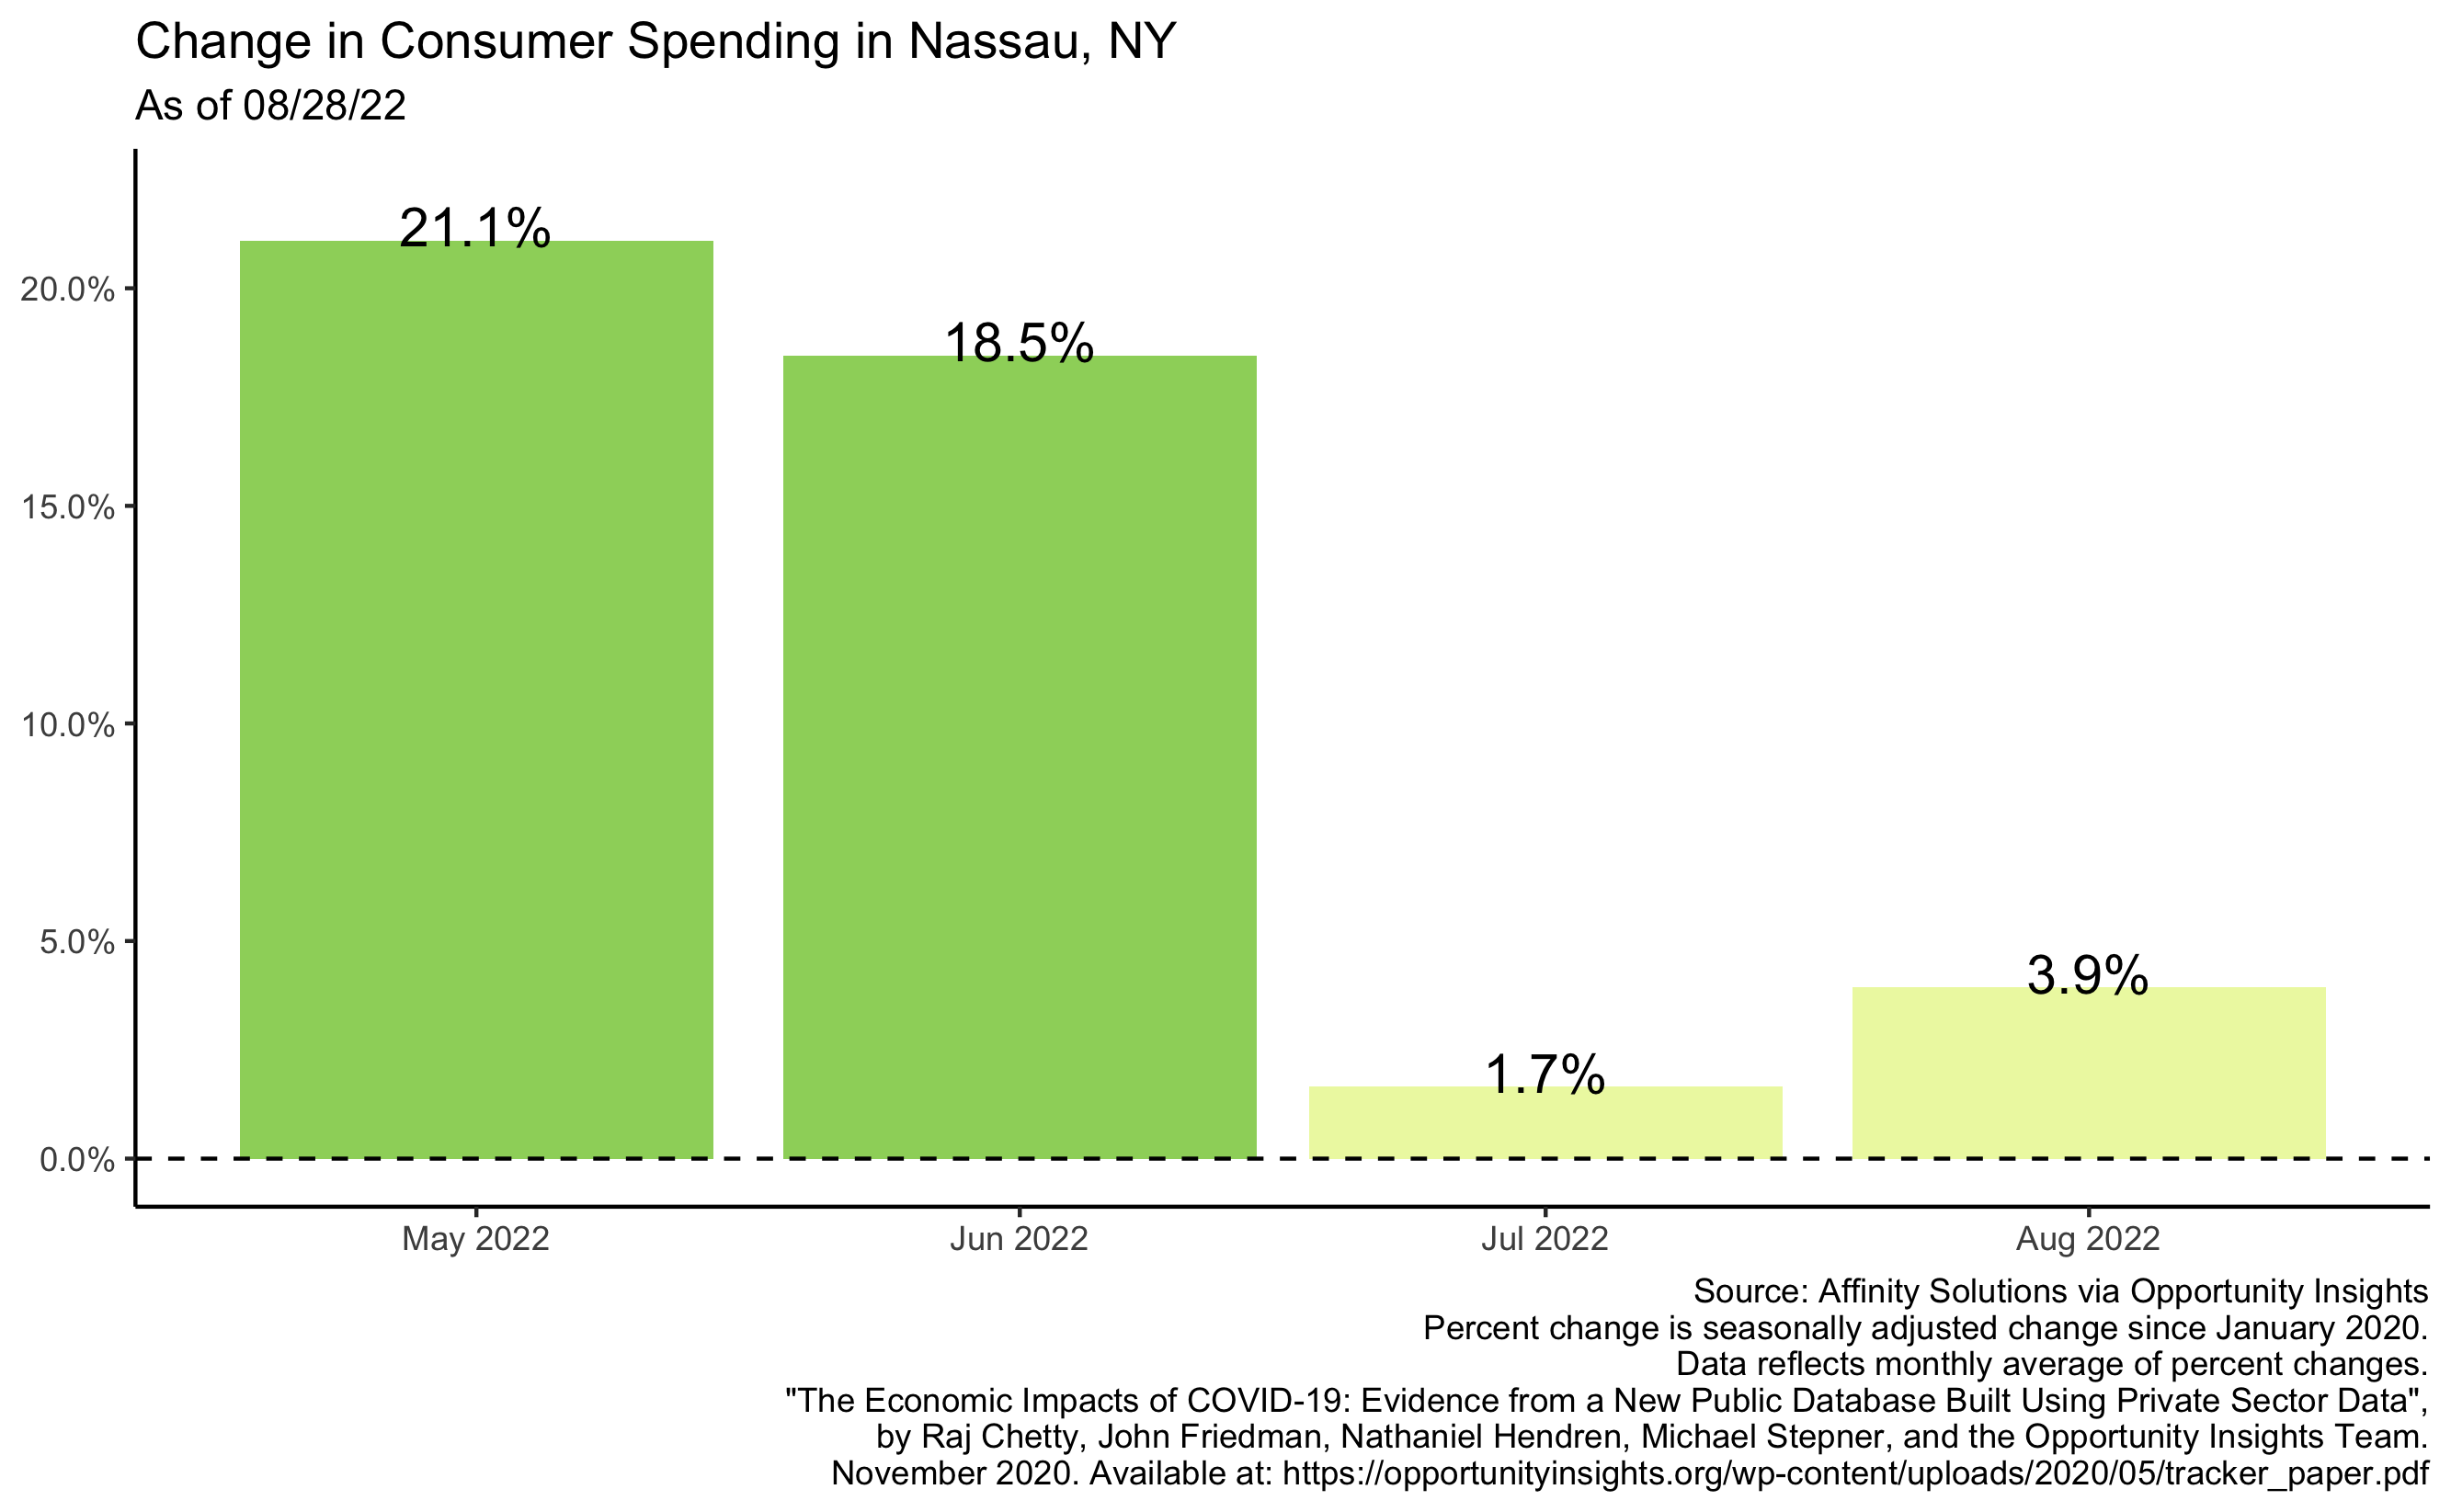 Change in Consumer Spending in Nassau, NY
As of 08/28/22
21.1%
18.5%
1.7%
3.9%
20.0%
15.0%
10.0%
5.0%
0.0%
May 2022
Jun 2022
Jul 2022
Aug 2022
Source: Affinity Solutions via Opportunity Insights
Percent change is seasonally adjusted change since January 2020.
Data reflects monthly average of percent changes.
"The Economic Impacts of COVID-19: Evidence from a New Public Database Built Using Private Sector Data",
by Raj Chetty, John Friedman, Nathaniel Hendren, Michael Stepner, and the Opportunity Insights Team.
November 2020. Available at: https://opportunityinsights.org/wp-content/uploads/2020/05/tracker_paper.pdf